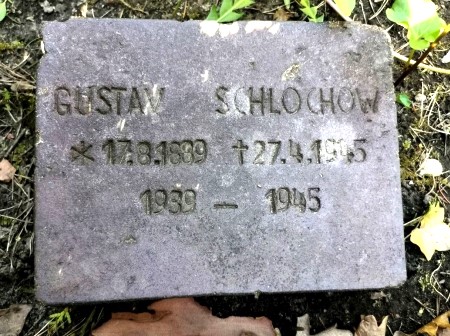 GUSTAV SCHLOCHOW
* 17.8.1889 † 27.4.1945
1939 — 1945